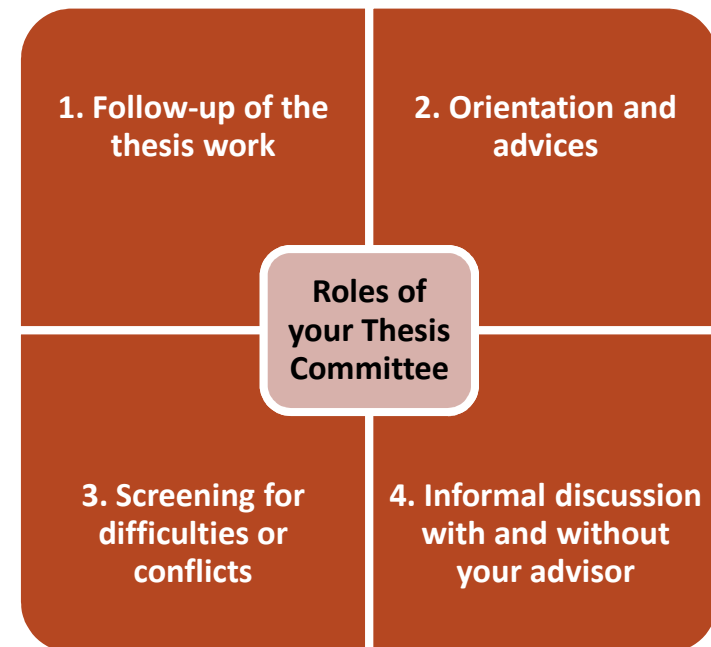 1. Follow-up of the
thesis work
2. Orientation and
advices
Roles of
your Thesis
Committee
3. Screening for
difficulties or
conflicts
4. Informal discussion
with and without
your advisor